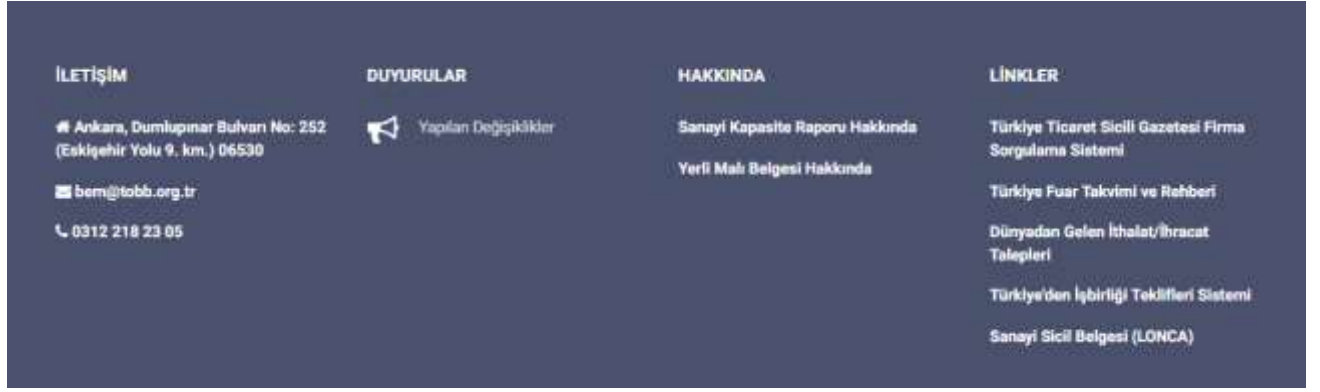 İLETİŞİM
Ankara, Dumlupınar Bulvarı No: 252
(Eskişehir Yolu 9. km.) 06530
bem@tobb.org.tr
0312 218 23 05
DUYURULAR
Yapılan Değişiklikler
HAKKINDA
Sanayi Kapasite Raporu Hakkında
Yerli Malı Belgesi Hakkında
LİNKLER
Türkiye Ticaret Sicili Gazetesi Firma
Sorgulama Sistemi
Türkiye Fuar Takvimi ve Rehberi
Dünyadan Gelen İthalat/İhracat
Talepleri
Türkiye'den İşbirliği Teklifleri Sistemi
Sanayi Sicil Belgesi (LONCA)